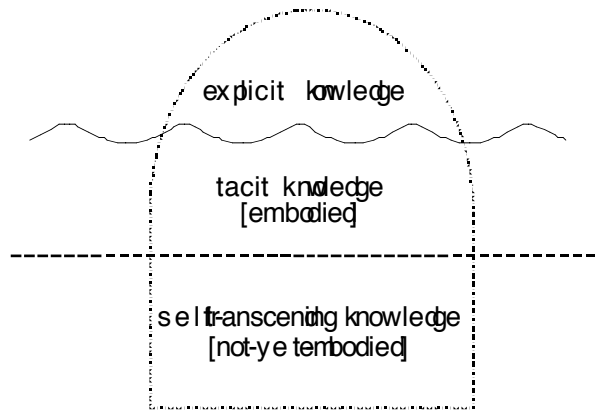 explicit knowledge
tacit knowledge
[embodied]
self-transcending knowledge
[not-yet embodied]